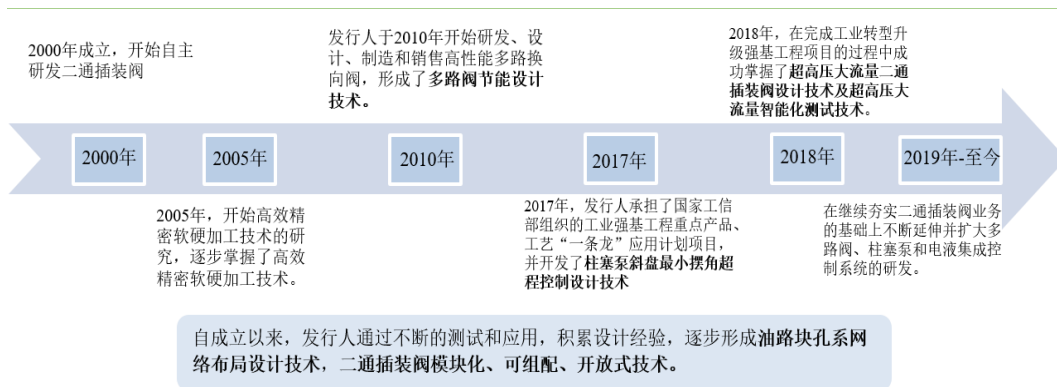 2000年成立，开始自主
研发二通插装阀
发行人于2010年开始研发、设
计、制造和销售高性能多路换
向阀，形成了多路阀节能设计
技术。
2018年，在完成工业转型升
级强基工程项目的过程中成
功掌握了超高压大流量二通
插装阀设计技术及超高压大
流量智能化测试技术。
2000年
2005年
2010年
2017年
2018年
2019年-至今
2005年，开始高效精
密软硬加工技术的研
究，逐步掌握了高效
精密软硬加工技术。
2017年，发行人承担了国家工信
部组织的工业强基工程重点产品、
工艺“一条龙”应用计划项目，
并开发了柱塞泵斜盘最小摆角超
程控制设计技术
在继续夯实二通插装阀业务
的基础上不断延伸并扩大多
路阀、柱塞泵和电液集成控
制系统的研发。
自成立以来，发行人通过不断的测试和应用，积累设计经验，逐步形成油路块孔系网
络布局设计技术，二通插装阀模块化、可组配、开放式技术。